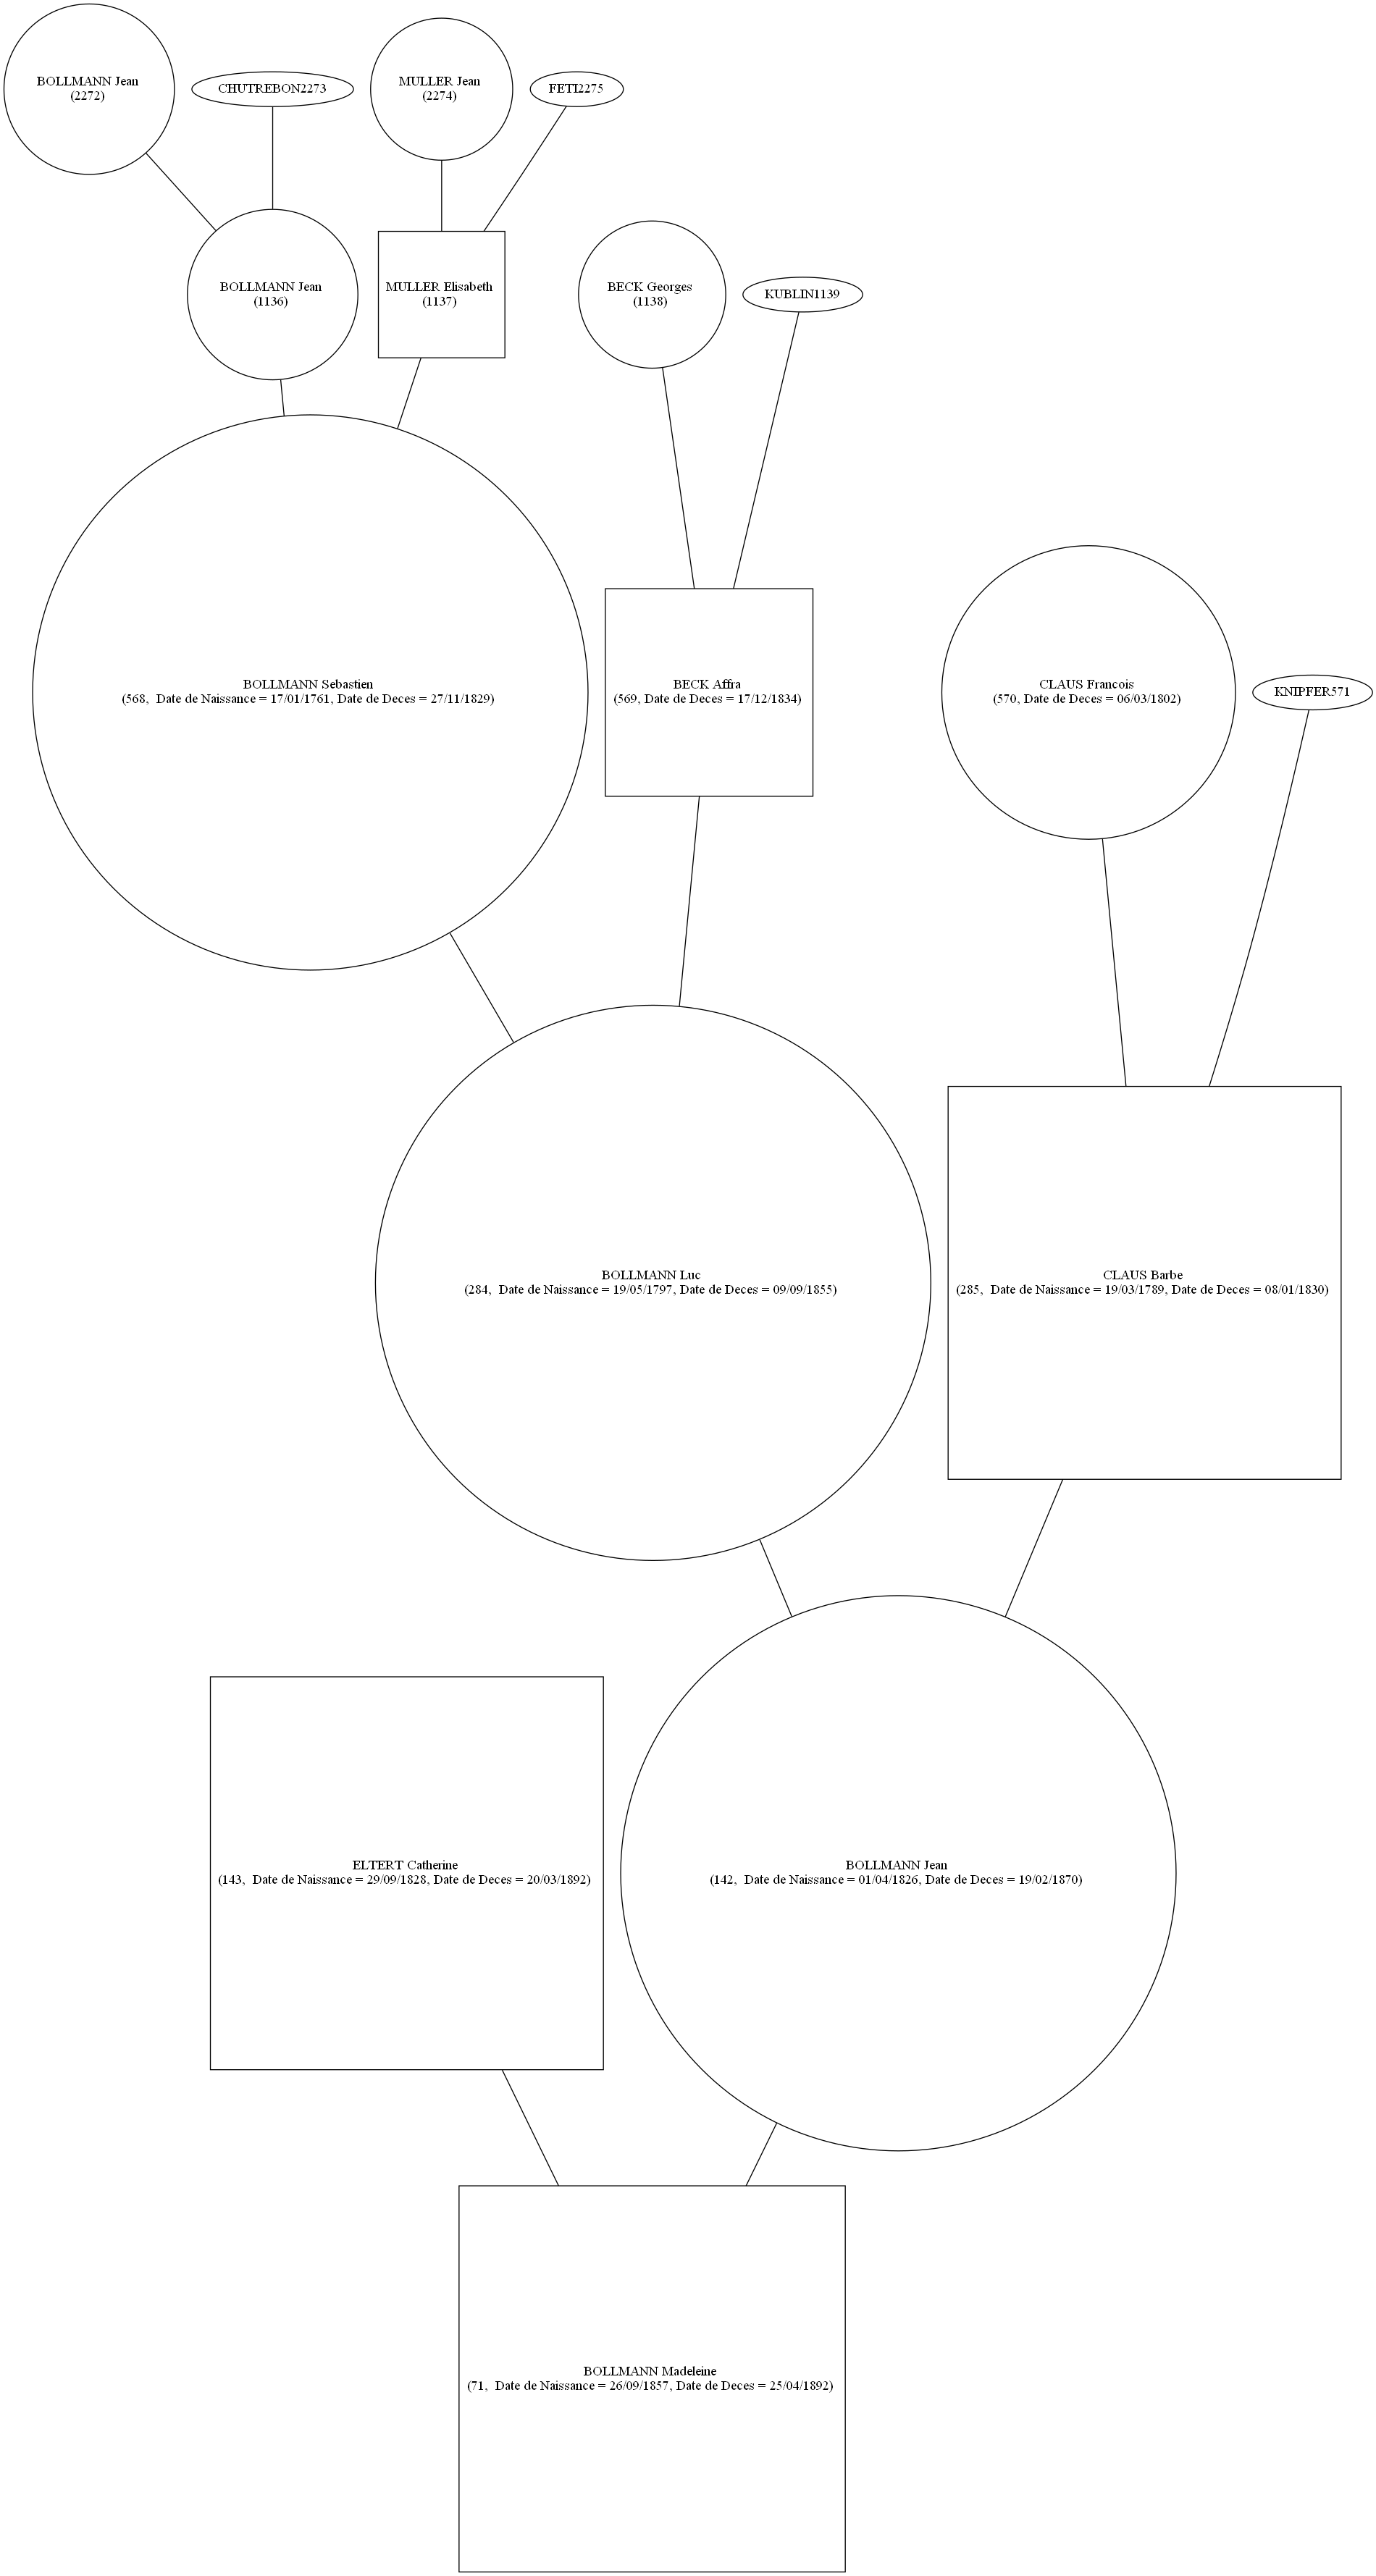 BOLLMANN Jean
(2272)
CHUTREBON2273
MULLER Jean
(2274)
FETI2275
BOLLMANN Jean
(1136)
MULLER Elisabeth
(1137)
BECK Georges
(1138)
KUBLIN1139
BOLLMANN Sebastien
(568,  Date de Naissance = 17/01/1761, Date de Deces = 27/11/1829)
BECK Affra
(569, Date de Deces = 17/12/1834)
CLAUS Francois
(570, Date de Deces = 06/03/1802)
KNIPFER571
BOLLMANN Luc
(284,  Date de Naissance = 19/05/1797, Date de Deces = 09/09/1855)
CLAUS Barbe
(285,  Date de Naissance = 19/03/1789, Date de Deces = 08/01/1830)
ELTERT Catherine
(143,  Date de Naissance = 29/09/1828, Date de Deces = 20/03/1892)
BOLLMANN Jean
(142,  Date de Naissance = 01/04/1826, Date de Deces = 19/02/1870)
BOLLMANN Madeleine
(71,  Date de Naissance = 26/09/1857, Date de Deces = 25/04/1892)